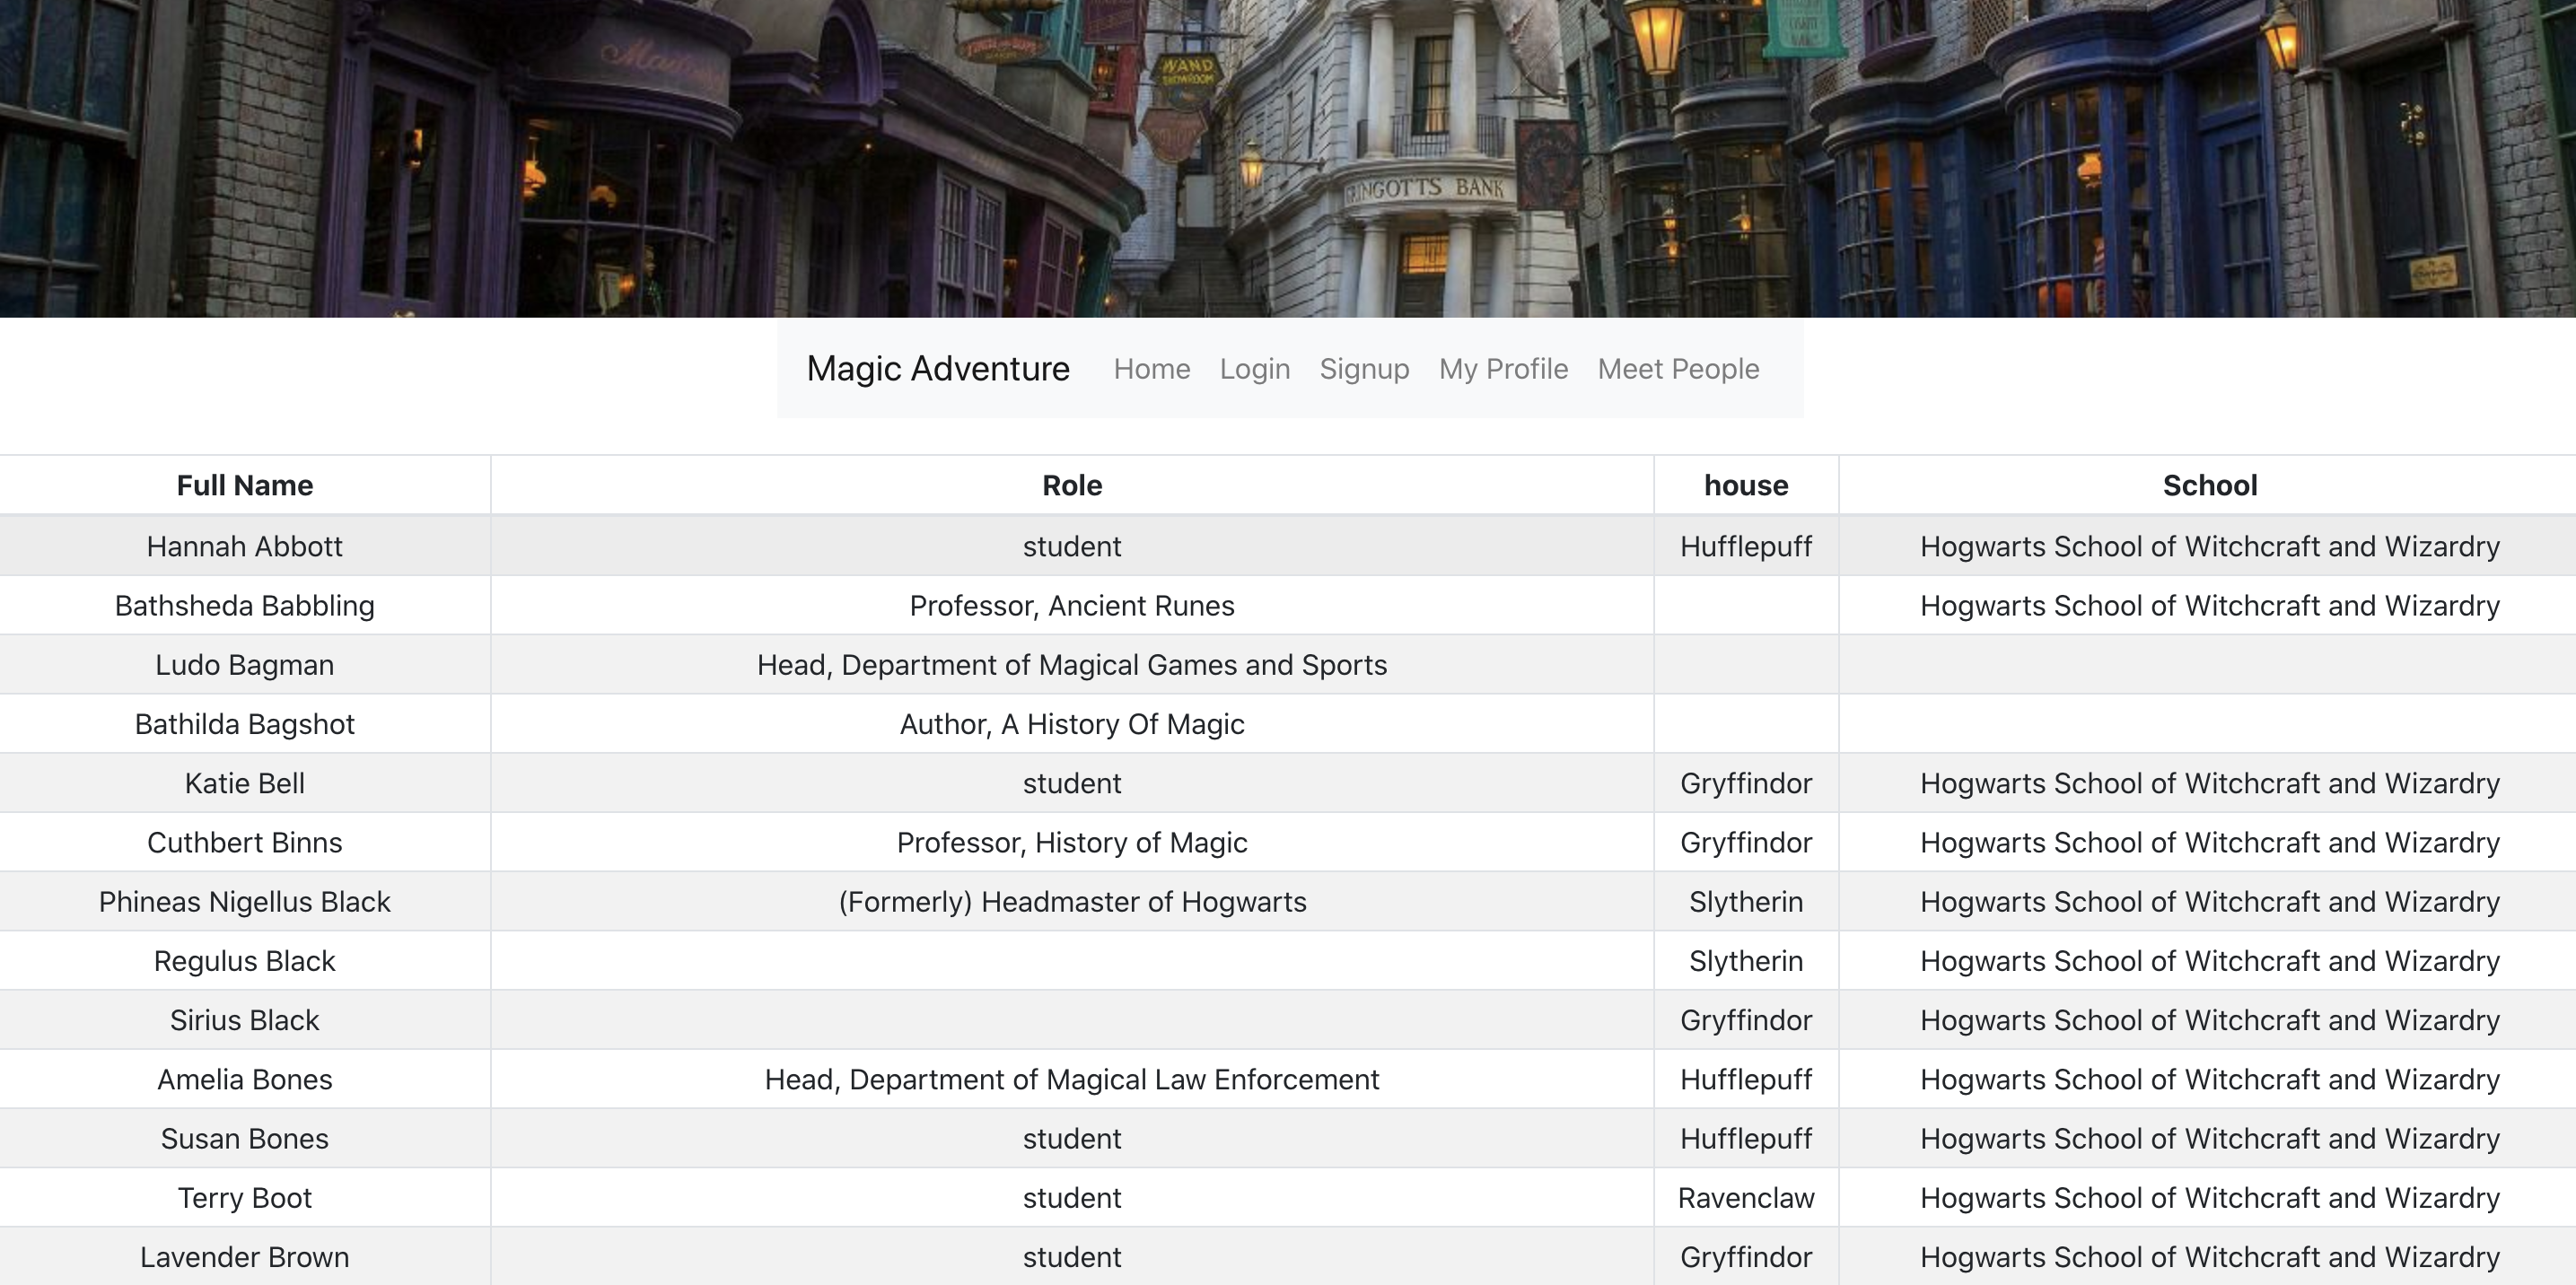 WAND
SHOWROOM
GRINGOTTS BANK
Magic Adventure Home Login Signup My Profile Meet People
Full Name Role house School
Hannah Abbott student Hufflepuff Hogwarts School of Witchcraft and Wizardry
Bathsheda Babbling Professor, Ancient Runes Hogwarts School of Witchcraft and Wizardry
Ludo Bagman Head, Department of Magical Games and Sports
Bathilda Bagshot Author, A History Of Magic
Katie Bell student Gryffindor Hogwarts School of Witchcraft and Wizardry
Cuthbert Binns Professor, History of Magic Gryffindor Hogwarts School of Witchcraft and Wizardry
Phineas Nigellus Black (Formerly) Headmaster of Hogwarts Slytherin Hogwarts School of Witchcraft and Wizardry
Regulus Black Slytherin Hogwarts School of Witchcraft and Wizardry
Sirius Black Gryffindor Hogwarts School of Witchcraft and Wizardry
Amelia Bones Head, Department of Magical Law Enforcement Hufflepuff Hogwarts School of Witchcraft and Wizardry
Susan Bones student Hufflepuff Hogwarts School of Witchcraft and Wizardry
Terry Boot student Ravenclaw Hogwarts School of Witchcraft and Wizardry
Lavender Brown student Gryffindor Hogwarts School of Witchcraft and Wizardry